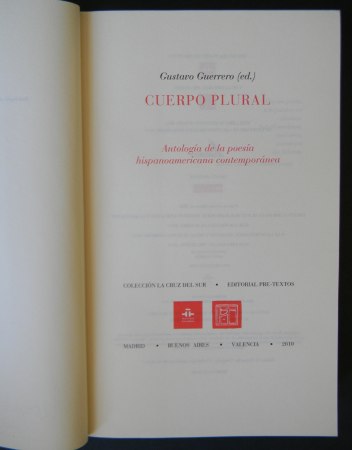 Gustavo Guerrero (ed.)
CUERPO PLURAL
Antología de la poesía
hispanoamericana contemporánea
COLECCIÓN LA CRUZ DEL SUR • EDITORIAL PRE-TEXTOS
MADRID • BUENOS AIRES • VALENCIA • 2010